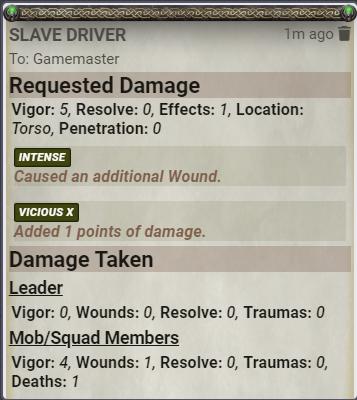 SLAVE DRIVER 1m ago
To: Gamemaster
Requested Damage
Vigor: 5, Resolve: 0, Effects: 1, Location:
Torso, Penetration: 0
INTENSE
Caused an additional Wound.
VICIOUS X
Added 1 points of damage.
Damage Taken
Leader
Vigor: 0, Wounds: 0, Resolve: 0, Traumas: 0
Mob/Squad Members
Vigor: 4, Wounds: 1, Resolve: 0, Traumas: 0,
Deaths: 1